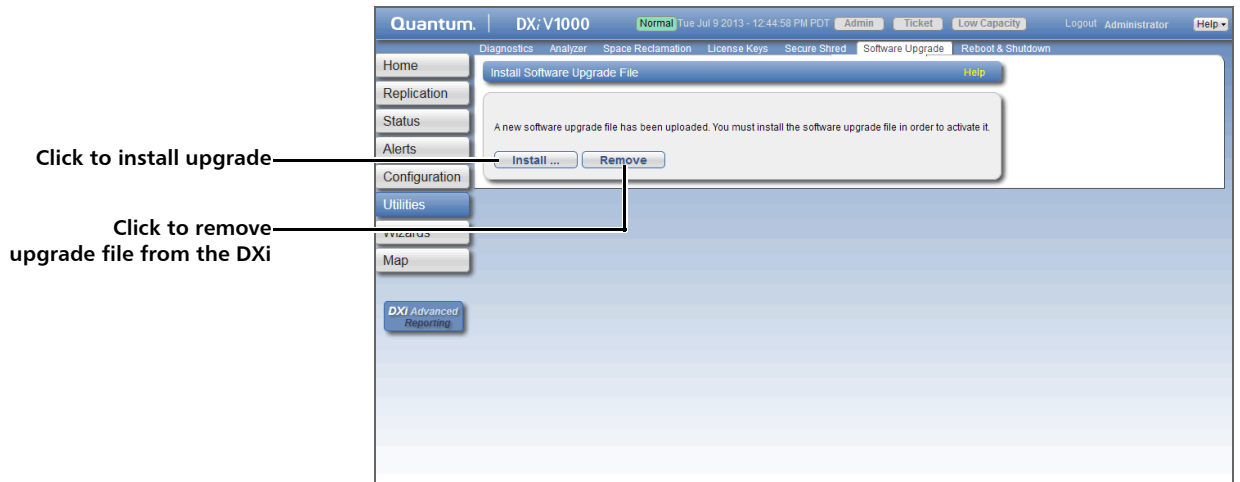 Quantum. DXi V1000 Normal Tue Jul 9 2013 - 12:44:58 PM PDT Admin Ticket Low Capacity Logout Administrator Help
Diagnostics Analyzer Space Reclamation License Keys Secure Shred Software Upgrade Reboot & Shutdown
Home
Install Software Upgrade File Help
Replication
Status
A new software upgrade file has been uploaded. You must install the software upgrade file in order to activate it.
Alerts
Click to install upgrade
Install ... Remove
Configuration
Utilities
Click to remove
upgrade file from the DXi
Wizards
Map
DXi Advanced
Reporting